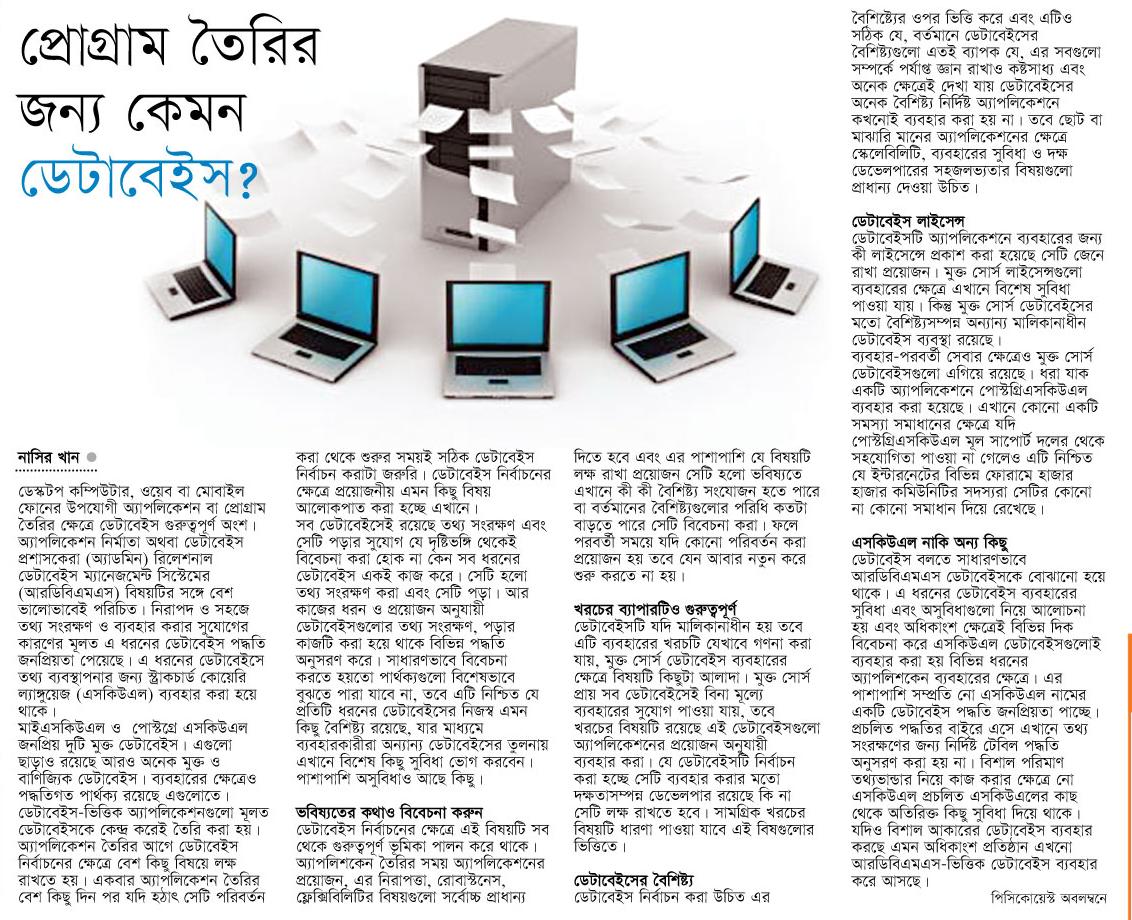 প্রোগ্রাম তৈরির
জন্য কেমন
ডেটাবেইস?
নাসির খান
ডেস্কটপ কম্পিউটার, ওয়েব বা মোবাইল
ফোনের উপযোগী অ্যাপলিকেশন বা প্রোগ্রাম
তৈরির ক্ষেত্রে ডেটাবেইস গুরুত্বপূর্ণ অংশ।
অ্যাপলিকেশন নির্মাতা অথবা ডেটাবেইস
প্রশাসকেরা (অ্যাডমিন) রিলেশনাল
ডেটাবেইস ম্যানেজমেন্ট সিস্টেমের
(আরডিবিএমএস) বিষয়টির সঙ্গে বেশ
ভালোভাবেই পরিচিত। নিরাপদ ও সহজে
তথ্য সংরক্ষণ ও ব্যবহার করার সুযোগের
কারণের মূলত এ ধরনের ডেটাবেইস পদ্ধতি
জনপ্রিয়তা পেয়েছে। এ ধরনের ডেটাবেইসে
তথ্য ব্যবস্থাপনার জন্য স্ট্রাকচার্ড কোয়েরি
ল্যাঙ্গুয়েজ (এসকিউএল) ব্যবহার করা হয়ে
থাকে।
মাইএসকিউএল ও পোস্টগ্রে এসকিউএল
জনপ্রিয় দুটি মুক্ত ডেটাবেইস। এগুলো
ছাড়াও রয়েছে আরও অনেক মুক্ত ও
বাণিজ্যিক ডেটাবেইস। ব্যবহারের ক্ষেত্রেও
পদ্ধতিগত পার্থক্য রয়েছে এগুলোতে।
ডেটাবেইস-ভিত্তিক অ্যাপলিকেশনগুলো মূলত
ডেটাবেইসকে কেন্দ্র করেই তৈরি করা হয়।
অ্যাপলিকেশন তৈরির আগে ডেটাবেইস
নির্বাচনের ক্ষেত্রে বেশ কিছু বিষয়ে লক্ষ
রাখতে হয়। একবার অ্যাপলিকেশন তৈরির
বেশ কিছু দিন পর যদি হঠাৎ সেটি পরিবর্তন
করা থেকে শুরুর সময়ই সঠিক ডেটাবেইস
নির্বাচন করাটা জরুরি। ডেটাবেইস নির্বাচনের
ক্ষেত্রে প্রয়োজনীয় এমন কিছু বিষয়
আলোকপাত করা হচ্ছে এখানে।
সব ডেটাবেইসেই রয়েছে তথ্য সংরক্ষণ এবং
সেটি পড়ার সুযোগ যে দৃষ্টিভঙ্গি থেকেই
বিবেচনা করা হোক না কেন সব ধরনের
ডেটাবেইস একই কাজ করে। সেটি হলো
তথ্য সংরক্ষণ করা এবং সেটি পড়া। আর
কাজের ধরন ও প্রয়োজন অনুযায়ী
ডেটাবেইসগুলোর তথ্য সংরক্ষণ, পড়ার
কাজটি করা হয়ে থাকে বিভিন্ন পদ্ধতি
অনুসরণ করে। সাধারণভাবে বিবেচনা
করতে হয়তো পার্থক্যগুলো বিশেষভাবে
বুঝতে পারা যাবে না, তবে এটি নিশ্চিত যে
প্রতিটি ধরনের ডেটাবেইসের নিজস্ব এমন
কিছু বৈশিষ্ট্য রয়েছে, যার মাধ্যমে
ব্যবহারকারীরা অন্যান্য ডেটাবেইসের তুলনায়
এখানে বিশেষ কিছু সুবিধা ভোগ করবেন।
পাশাপাশি অসুবিধাও আছে কিছু।
ভবিষ্যতের কথাও বিবেচনা করুন
ডেটাবেইস নির্বাচনের ক্ষেত্রে এই বিষয়টি সব
থেকে গুরুত্বপূর্ণ ভূমিকা পালন করে থাকে।
অ্যাপলিশকেন তৈরির সময় অ্যাপলিকেশনের
প্রয়োজন, এর নিরাপত্তা, রোবাস্টনেস,
ফ্লেক্সিবিলিটির বিষয়গুলো সর্বোচ্চ প্রাধান্য
দিতে হবে এবং এর পাশাপাশি যে বিষয়টি
লক্ষ রাখা প্রয়োজন সেটি হলো ভবিষ্যতে
এখানে কী কী বৈশিষ্ট্য সংযোজন হতে পারে
বা বর্তমানের বৈশিষ্ট্যগুলোর পরিধি কতটা
বাড়তে পারে সেটি বিবেচনা করা। ফলে
পরবর্তী সময়ে যদি কোনো পরিবর্তন করা
প্রয়োজন হয় তবে যেন আবার নতুন করে
শুরু করতে না হয়।
খরচের ব্যাপারটিও গুরুত্বপূর্ণ
ডেটাবেইসটি যদি মালিকানাধীন হয় তবে
এটি ব্যবহারের খরচটি যেখাবে গণনা করা
যায়, মুক্ত সোর্স ডেটাবেইস ব্যবহারের
ক্ষেত্রে বিষয়টি কিছুটা আলাদা। মুক্ত সোর্স
প্রায় সব ডেটাবেইসেই বিনা মূল্যে
ব্যবহারের সুযোগ পাওয়া যায়, তবে
খরচের বিষয়টি রয়েছে এই ডেটাবেইসগুলো
অ্যাপলিকেশনের প্রয়োজন অনুযায়ী
ব্যবহার করা। যে ডেটাবেইসটি নির্বাচন
করা হচ্ছে সেটি ব্যবহার করার মতো
দক্ষতাসম্পন্ন ডেভেলপার রয়েছে কি না
সেটি লক্ষ রাখতে হবে। সামগ্রিক খরচের
বিষয়টি ধারণা পাওয়া যাবে এই বিষগুলোর
ভিত্তিতে।
ডেটাবেইসের বৈশিষ্ট্য
ডেটাবেইস নির্বাচন করা উচিত এর
বৈশিষ্ট্যের ওপর ভিত্তি করে এবং এটিও
সঠিক যে, বর্তমানে ডেটাবেইসের
বৈশিষ্ট্যগুলো এতই ব্যাপক যে, এর সবগুলো
সম্পর্কে পর্যাপ্ত জ্ঞান রাখাও কষ্টসাধ্য এবং
অনেক ক্ষেত্রেই দেখা যায় ডেটাবেইসের
অনেক বৈশিষ্ট্য নির্দিষ্ট অ্যাপলিকেশনে
কখনোই ব্যবহার করা হয় না। তবে ছোট বা
মাঝারি মানের অ্যাপলিকেশনের ক্ষেত্রে
স্কেলেবিলিটি, ব্যবহারের সুবিধা ও দক্ষ
ডেভেলপারের সহজলভ্যতার বিষয়গুলো
প্রাধান্য দেওয়া উচিত।
ডেটাবেইস লাইসেন্স
ডেটাবেইসটি অ্যাপলিকেশনে ব্যবহারের জন্য
কী লাইসেন্সে প্রকাশ করা হয়েছে সেটি জেনে
রাখা প্রয়োজন। মুক্ত সোর্স লাইসেন্সগুলো
ব্যবহারের ক্ষেত্রে এখানে বিশেষ সুবিধা
পাওয়া যায়। কিন্তু মুক্ত সোর্স ডেটাবেইসের
মতো বৈশিষ্ট্যসম্পন্ন অন্যান্য মালিকানাধীন
ডেটাবেইস ব্যবস্থা রয়েছে।
ব্যবহার-পরবর্তী সেবার ক্ষেত্রেও মুক্ত সোর্স
ডেটাবেইসগুলো এগিয়ে রয়েছে। ধরা যাক
একটি অ্যাপলিকেশনে পোস্টগ্রিএসকিউএল
ব্যবহার করা হয়েছে। এখানে কোনো একটি
সমস্যা সমাধানের ক্ষেত্রে যদি
পোস্টগ্রিএসকিউএল মূল সাপোর্ট দলের থেকে
সহযোগিতা পাওয়া না গেলেও এটি নিশ্চিত
যে ইন্টারনেটের বিভিন্ন ফোরামে হাজার
হাজার কমিউনিটির সদস্যরা সেটির কোনো
না কোনো সমাধান দিয়ে রেখেছে।
এসকিউএল নাকি অন্য কিছু
ডেটাবেইস বলতে সাধারণভাবে
আরডিবিএমএস ডেটাবেইসকে বোঝানো হয়ে
থাকে। এ ধরনের ডেটাবেইস ব্যবহারের
সুবিধা এবং অসুবিধাগুলো নিয়ে আলোচনা
হয় এবং অধিকাংশ ক্ষেত্রেই বিভিন্ন দিক
বিবেচনা করে এসকিউএল ডেটাবেইসগুলোই
ব্যবহার করা হয় বিভিন্ন ধরনের
অ্যাপলিশকেন ব্যবহারের ক্ষেত্রে। এর
পাশাপাশি সম্প্রতি নো এসকিউএল নামের
একটি ডেটাবেইস পদ্ধতি জনপ্রিয়তা পাচ্ছে।
প্রচলিত পদ্ধতির বাইরে এসে এখানে তথ্য
সংরক্ষণের জন্য নির্দিষ্ট টেবিল পদ্ধতি
অনুসরণ করা হয় না। বিশাল পরিমাণ
তথ্যভান্ডার নিয়ে কাজ করার ক্ষেত্রে নো
এসকিউএল প্রচলিত এসকিউএলের কাছ
থেকে অতিরিক্ত কিছু সুবিধা দিয়ে থাকে।
যদিও বিশাল আকারের ডেটাবেইস ব্যবহার
করছে এমন অধিকাংশ প্রতিষ্ঠান এখনো
আরডিবিএমএস-ভিত্তিক ডেটাবেইস ব্যবহার
করে আসছে।
পিসিকোয়েস্ট অবলম্বনে